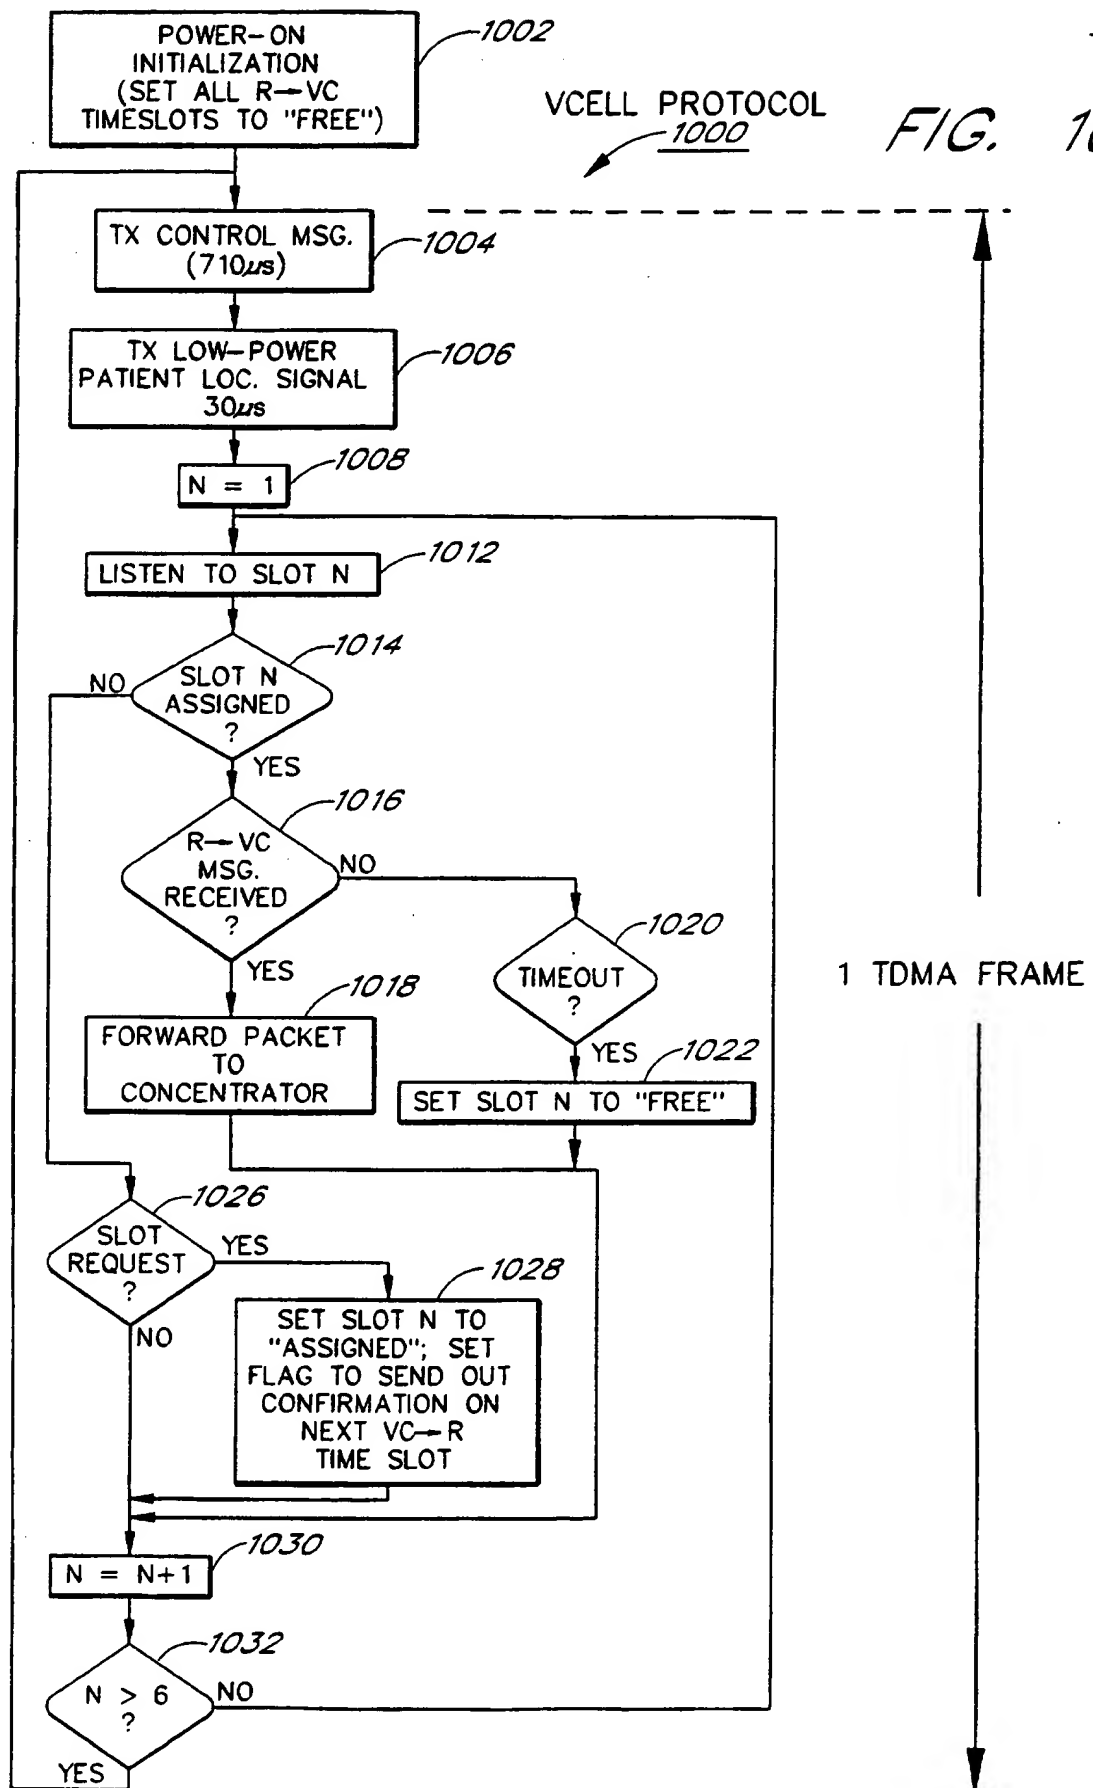 POWER-ON
INITIALIZATION
(SET ALL R→VC
TIMESLOTS TO "FREE")
1002
VCELL PROTOCOL
1000
FIG. 10
TX CONTROL MSG.
(710µs)
1004
TX LOW-POWER
PATIENT LOC. SIGNAL
30µs
1006
1008
N = 1
1012
LISTEN TO SLOT N
1014
NO
SLOT N
ASSIGNED
?
YES
1016
R→VC
MSG.
RECEIVED
?
NO
YES
1020
TIMEOUT
?
YES
1 TDMA FRAME
1018
FORWARD PACKET
TO
CONCENTRATOR
1022
SET SLOT N TO "FREE"
1026
SLOT
REQUEST
?
YES
NO
1028
SET SLOT N TO
"ASSIGNED"; SET
FLAG TO SEND OUT
CONFIRMATION ON
NEXT VC→R
TIME SLOT
1030
N = N+1
1032
N > 6
?
NO
YES